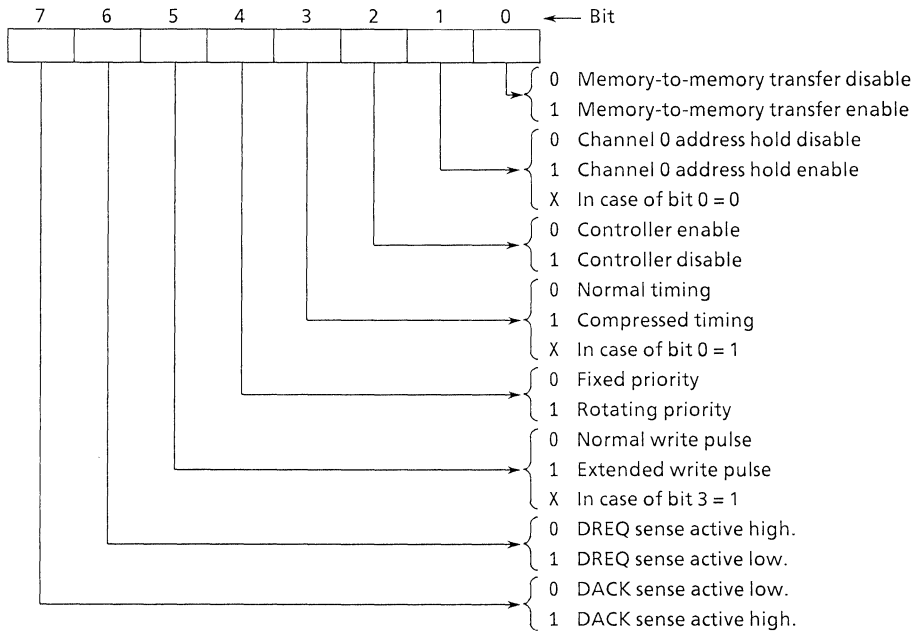 7 6 5 4 3 2 1 0 ← Bit
0 Memory-to-memory transfer disable
1 Memory-to-memory transfer enable
0 Channel 0 address hold disable
1 Channel 0 address hold enable
X In case of bit 0 = 0
0 Controller enable
1 Controller disable
0 Normal timing
1 Compressed timing
X In case of bit 0 = 1
0 Fixed priority
1 Rotating priority
0 Normal write pulse
1 Extended write pulse
X In case of bit 3 = 1
0 DREQ sense active high.
1 DREQ sense active low.
0 DACK sense active low.
1 DACK sense active high.